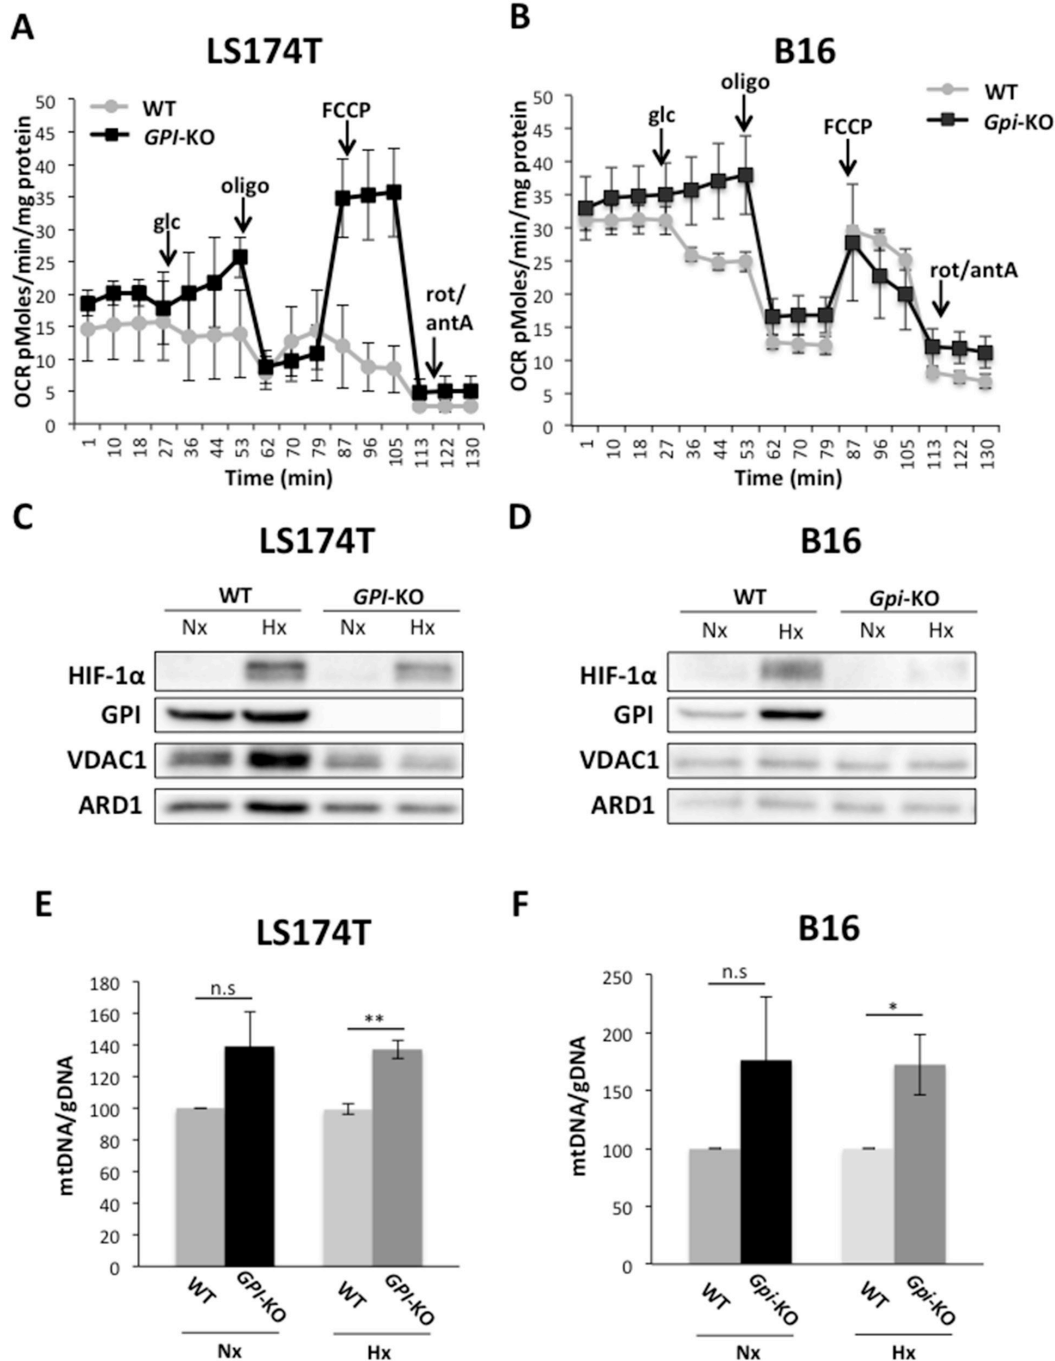 A
LS174T
OCR pMoles/min/mg protein
50
45
40
35
30
25
20
15
10
5
0
WT
GPI-KO
glc
oligo
FCCP
rot/
antA
1 10 18 27 36 44 53 62 70 79 87 96 105 113 122 130
Time (min)
B
B16
OCR pMoles/min/mg protein
50
45
40
35
30
25
20
15
10
5
0
WT
Gpi-KO
glc
oligo
FCCP
rot/antA
1 10 18 27 36 44 53 62 70 79 87 96 105 113 122 130
Time (min)
C
LS174T
WT GPI-KO
Nx Hx Nx Hx
HIF-1α
GPI
VDAC1
ARD1
D
B16
WT Gpi-KO
Nx Hx Nx Hx
HIF-1α
GPI
VDAC1
ARD1
E
LS174T
mtDNA/gDNA
180
160
140
120
100
80
60
40
20
0
n.s
**
WT GPI-KO WT GPI-KO
Nx Hx
F
B16
mtDNA/gDNA
250
200
150
100
50
0
n.s
*
WT Gpi-KO WT Gpi-KO
Nx Hx